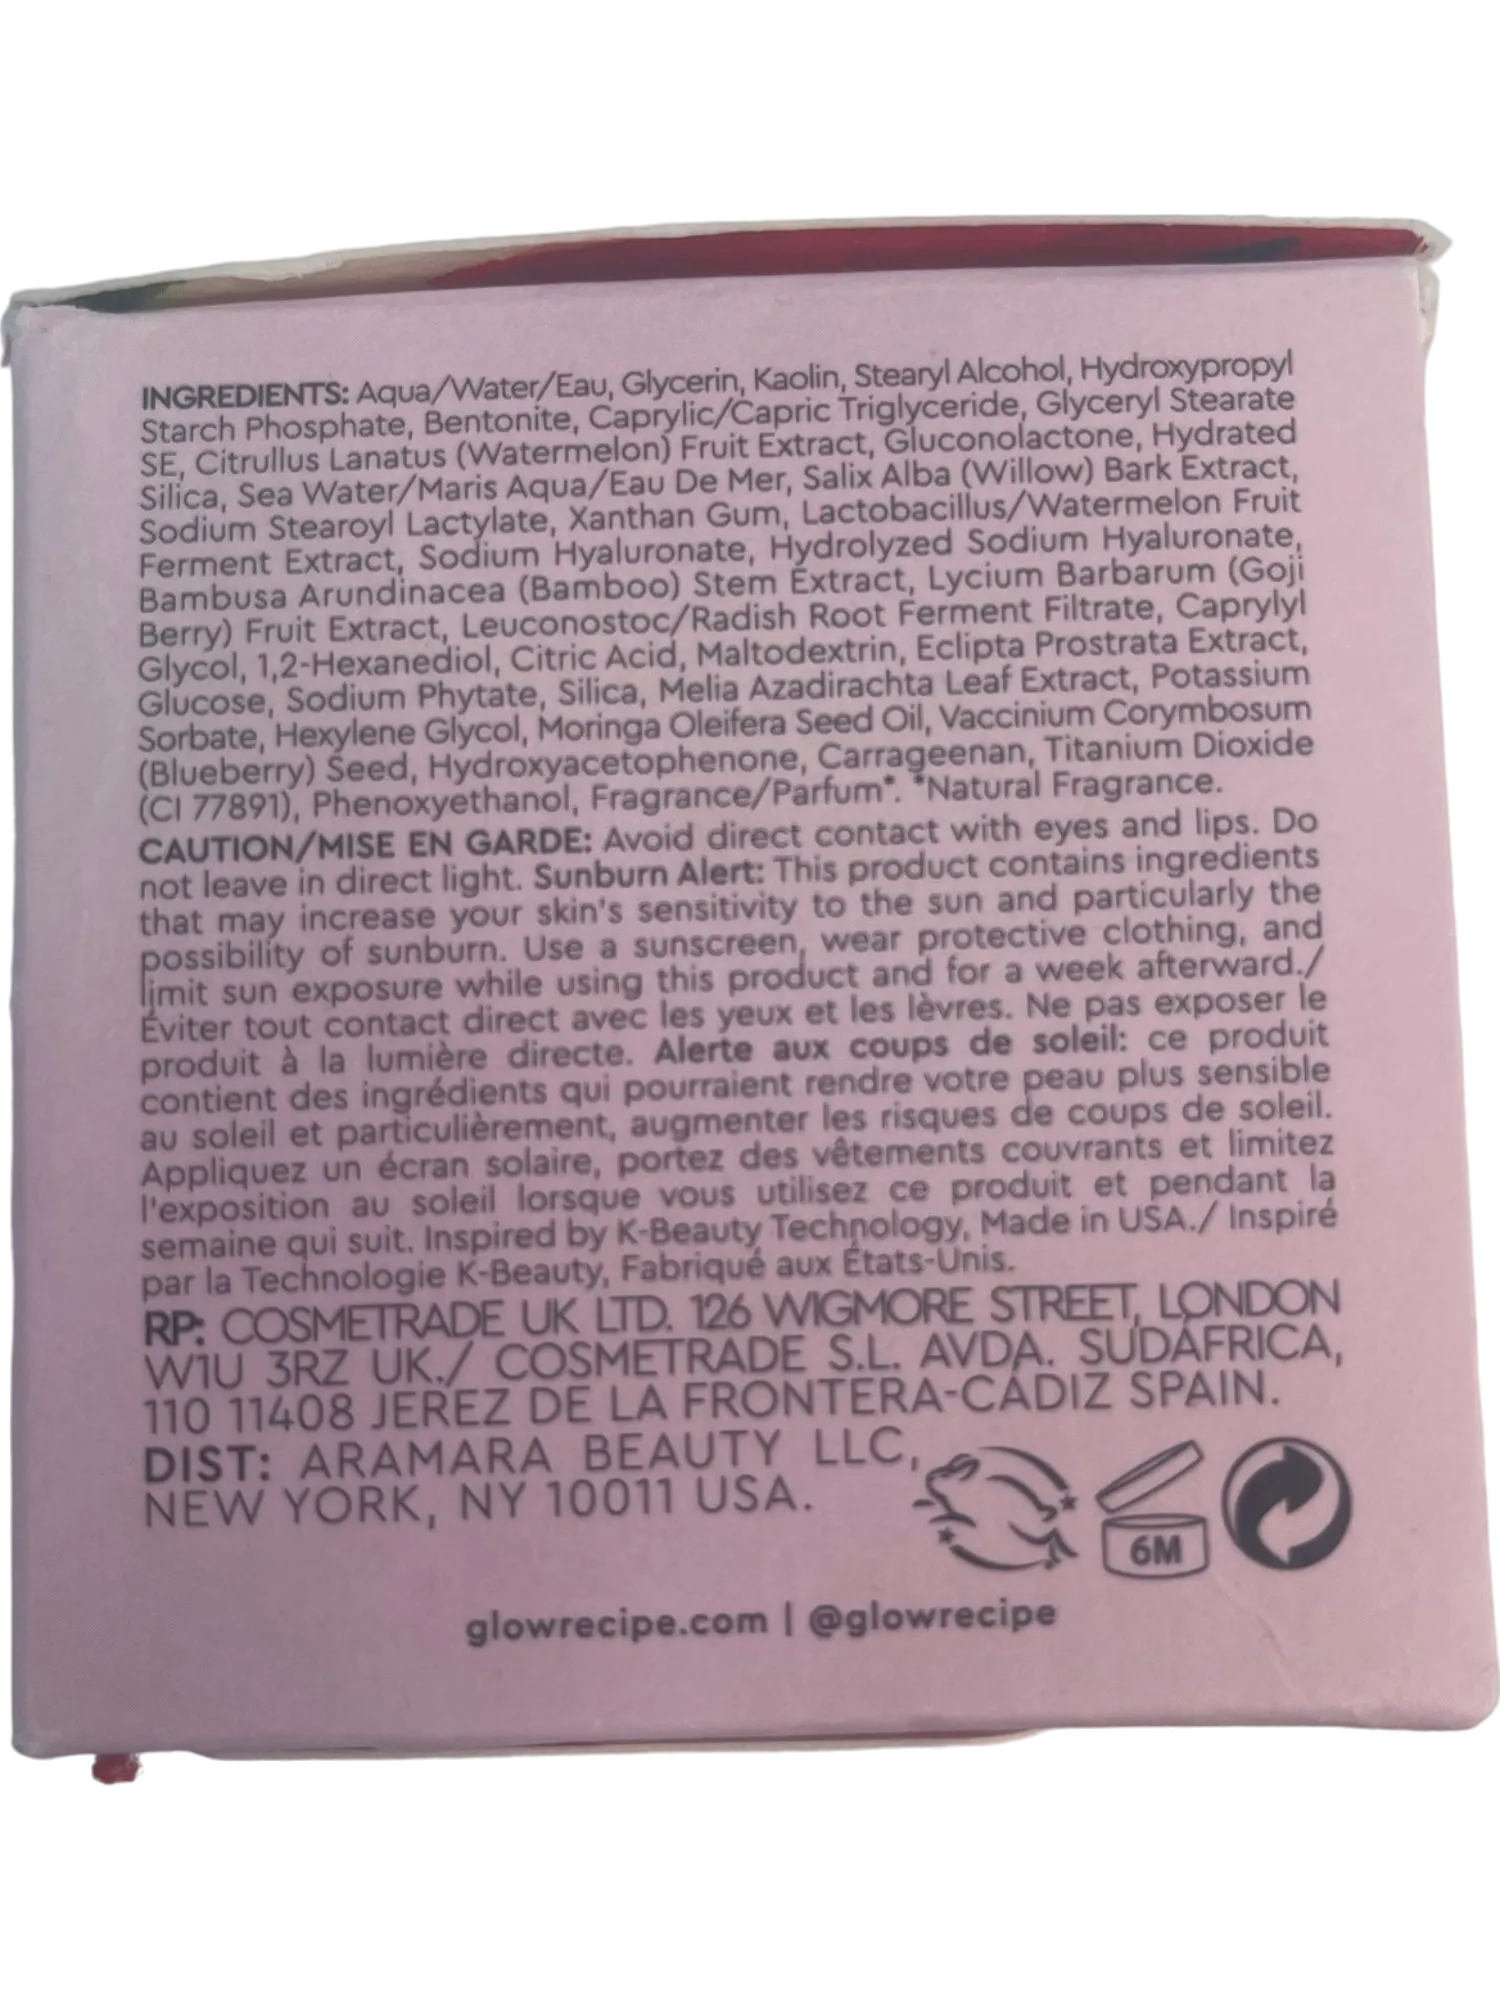 INGREDIENTS: Aqua/Water/Eau, Glycerin, Kaolin, Stearyl Alcohol, Hydroxypropyl
Starch Phosphate, Bentonite, Caprylic/Capric Triglyceride, Glyceryl Stearate
SE, Citrullus Lanatus (Watermelon) Fruit Extract, Gluconolactone, Hydrated
Silica, Sea Water/Maris Aqua/Eau De Mer, Salix Alba (Willow) Bark Extract,
Sodium Stearoyl Lactylate, Xanthan Gum, Lactobacillus/Watermelon Fruit
Ferment Extract, Sodium Hyaluronate, Hydrolyzed Sodium Hyaluronate,
Bambusa Arundinacea (Bamboo) Stem Extract, Lycium Barbarum (Goji
Berry) Fruit Extract, Leuconostoc/Radish Root Ferment Filtrate, Caprylyl
Glycol, 1,2-Hexanediol, Citric Acid, Maltodextrin, Eclipta Prostrata Extract,
Glucose, Sodium Phytate, Silica, Melia Azadirachta Leaf Extract, Potassium
Sorbate, Hexylene Glycol, Moringa Oleifera Seed Oil, Vaccinium Corymbosum
(Blueberry) Seed, Hydroxyacetophenone, Carrageenan, Titanium Dioxide
(CI 77891), Phenoxyethanol, Fragrance/Parfum*. *Natural Fragrance.
CAUTION/MISE EN GARDE: Avoid direct contact with eyes and lips. Do
not leave in direct light. Sunburn Alert: This product contains ingredients
that may increase your skin's sensitivity to the sun and particularly the
possibility of sunburn. Use a sunscreen, wear protective clothing, and
limit sun exposure while using this product and for a week afterward./
Éviter tout contact direct avec les yeux et les lèvres. Ne pas exposer le
produit à la lumière directe. Alerte aux coups de soleil: ce produit
contient des ingrédients qui pourraient rendre votre peau plus sensible
au soleil et particulièrement, augmenter les risques de coups de soleil.
Appliquez un écran solaire, portez des vêtements couvrants et limitez
l'exposition au soleil lorsque vous utilisez ce produit et pendant la
semaine qui suit. Inspired by K-Beauty Technology, Made in USA./ Inspiré
par la Technologie K-Beauty, Fabriqué aux États-Unis.
RP: COSMETRADE UK LTD. 126 WIGMORE STREET, LONDON
W1U 3RZ UK./ COSMETRADE S.L. AVDA. SUDÁFRICA,
110 11408 JEREZ DE LA FRONTERA-CÁDIZ SPAIN.
DIST: ARAMARA BEAUTY LLC,
NEW YORK, NY 10011 USA.
6M
glowrecipe.com | @glowrecipe